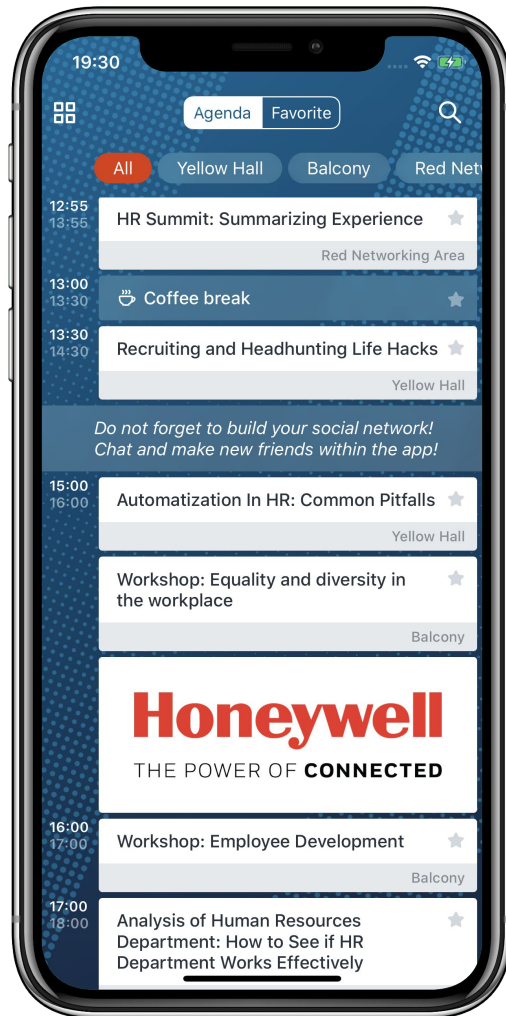 19:30
Agenda Favorite
All Yellow Hall Balcony Red Netw
12:55
13:55
HR Summit: Summarizing Experience
Red Networking Area
13:00
13:30
Coffee break
13:30
14:30
Recruiting and Headhunting Life Hacks
Yellow Hall
Do not forget to build your social network!
Chat and make new friends within the app!
15:00
16:00
Automatization In HR: Common Pitfalls
Yellow Hall
Workshop: Equality and diversity in
the workplace
Balcony
Honeywell
THE POWER OF CONNECTED
16:00
17:00
Workshop: Employee Development
Balcony
17:00
18:00
Analysis of Human Resources
Department: How to See if HR
Department Works Effectively